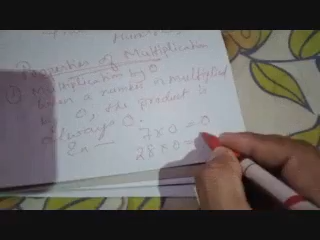 Properties of Multiplication
1) Multiplication by 0
When a number is multiplied
by 0, the product is
always 0.
Ex —
7 x 0 = 0
28 x 0 =